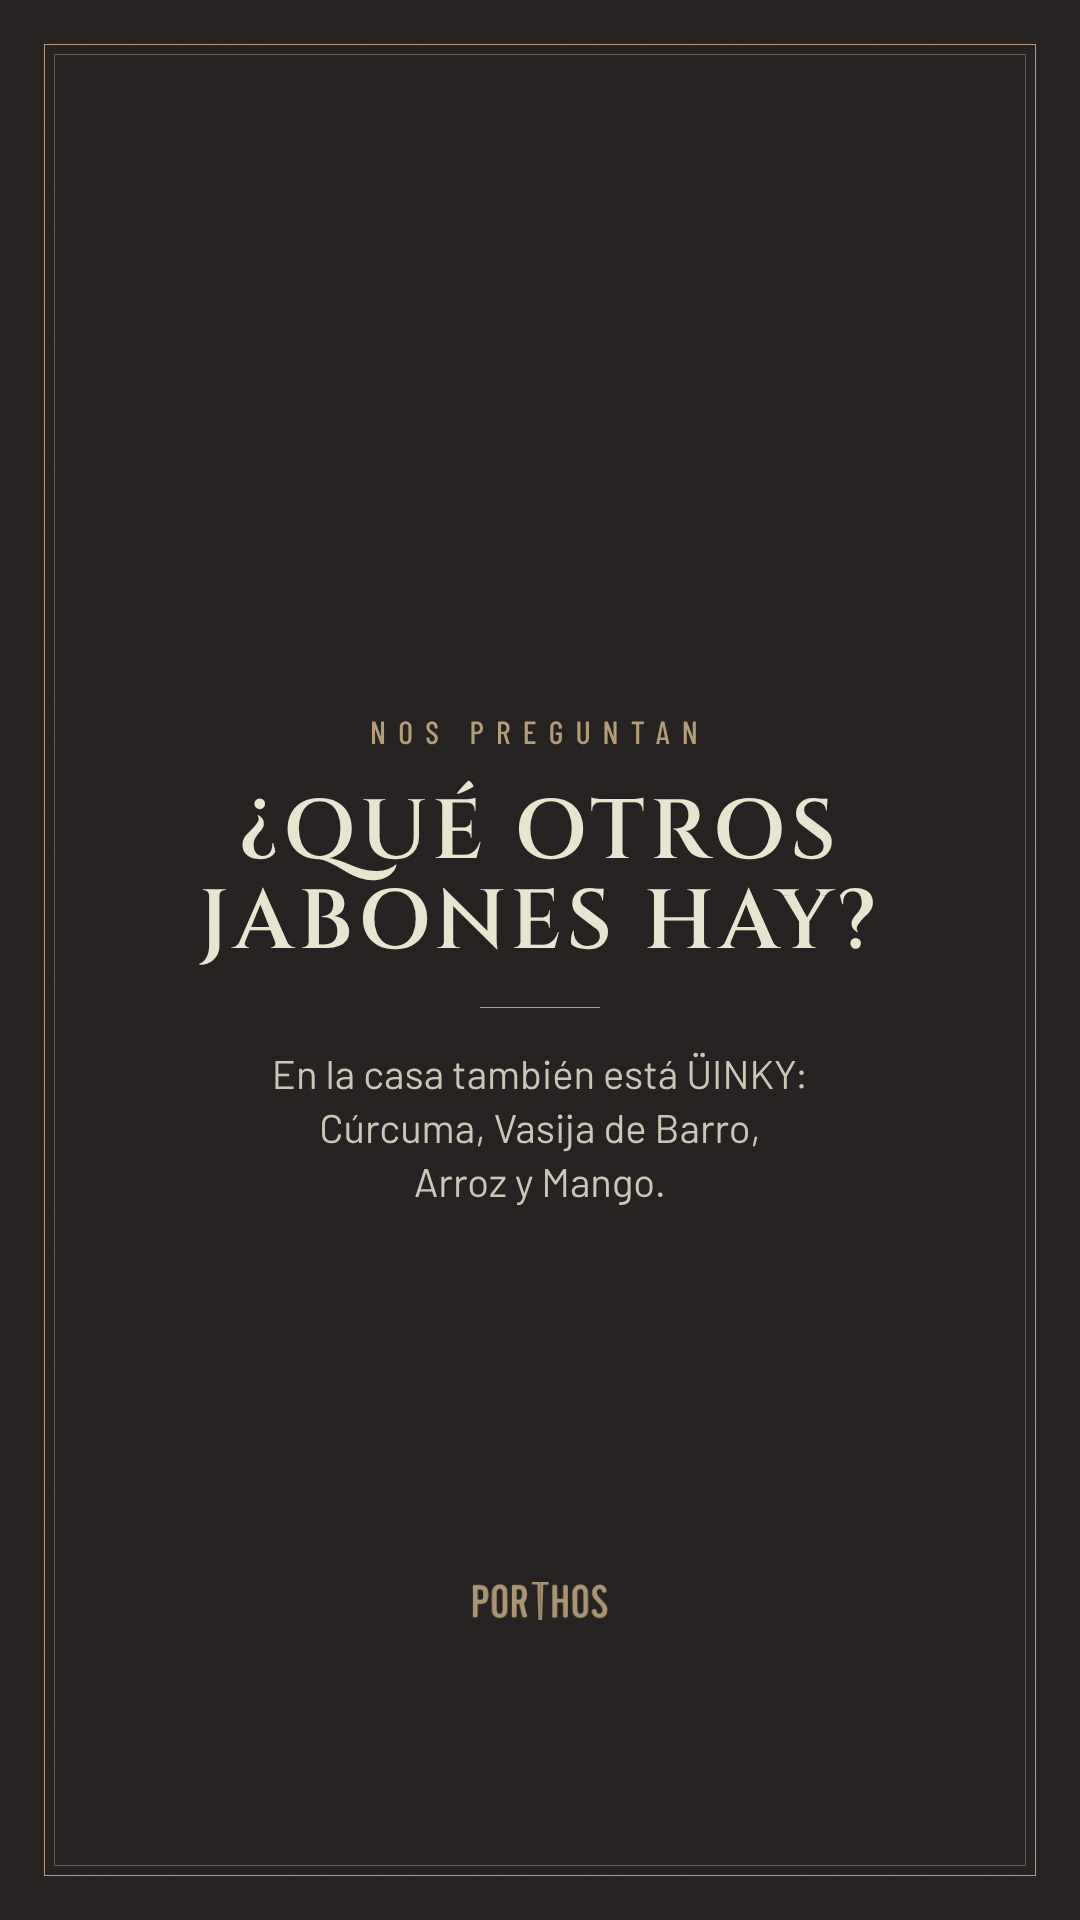 NOS PREGUNTAN
¿QUÉ OTROS
JABONES HAY?
En la casa también está ÜINKY:
Cúrcuma, Vasija de Barro,
Arroz y Mango.
PORTHOS